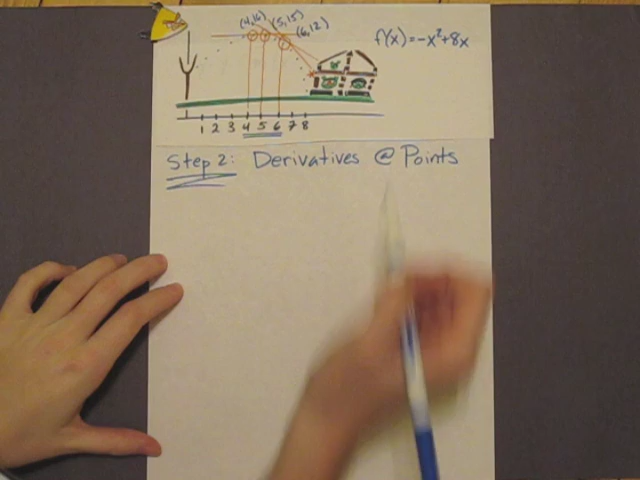 (4,16) (5,15)
(6,12)
f(x)=-x²+8x
1 2 3 4 5 6 7 8
Step 2: Derivatives @ Points